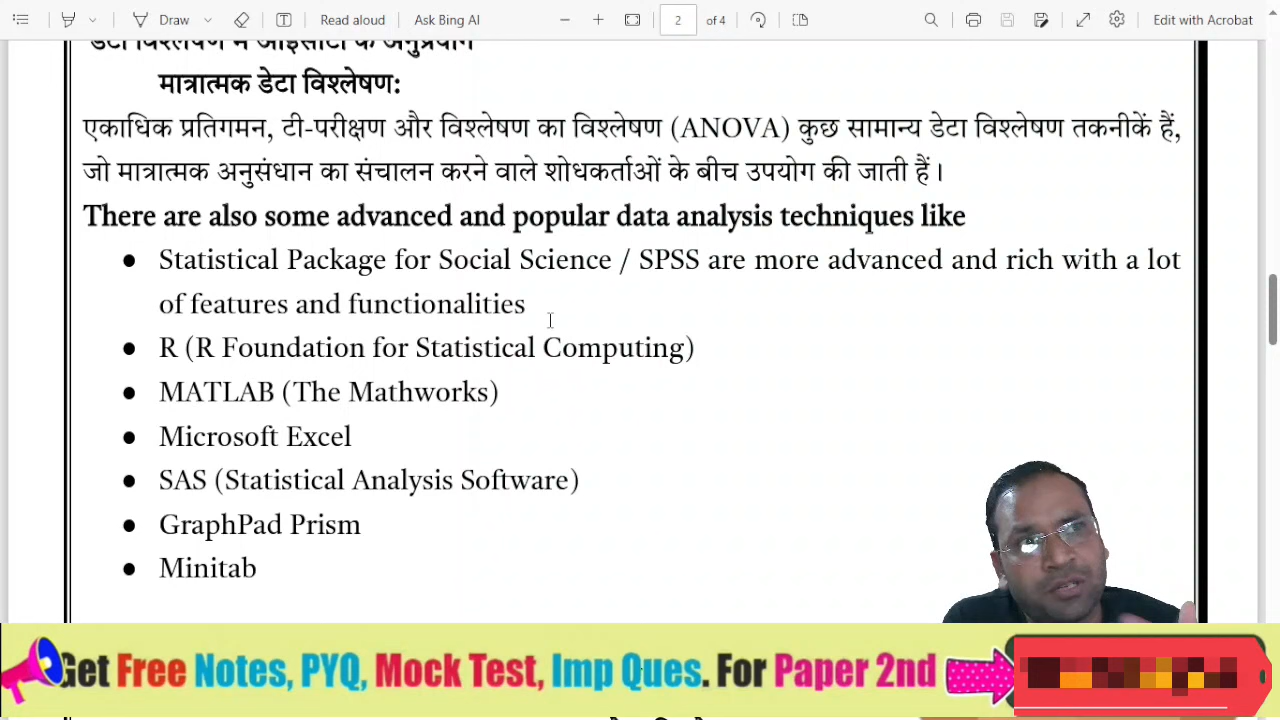 Draw
Read aloud
Ask Bing AI
2
of 4
Edit with Acrobat
डेटा विश्लेषण में आईसीटी के अनुप्रयोग
मात्रात्मक डेटा विश्लेषण:
एकाधिक प्रतिगमन, टी-परीक्षण और विश्लेषण का विश्लेषण (ANOVA) कुछ सामान्य डेटा विश्लेषण तकनीकें हैं,
जो मात्रात्मक अनुसंधान का संचालन करने वाले शोधकर्ताओं के बीच उपयोग की जाती हैं।
There are also some advanced and popular data analysis techniques like
● Statistical Package for Social Science / SPSS are more advanced and rich with a lot
of features and functionalities
● R (R Foundation for Statistical Computing)
● MATLAB (The Mathworks)
● Microsoft Excel
● SAS (Statistical Analysis Software)
● GraphPad Prism
● Minitab
Get Free Notes, PYQ, Mock Test, Imp Ques. For Paper 2nd